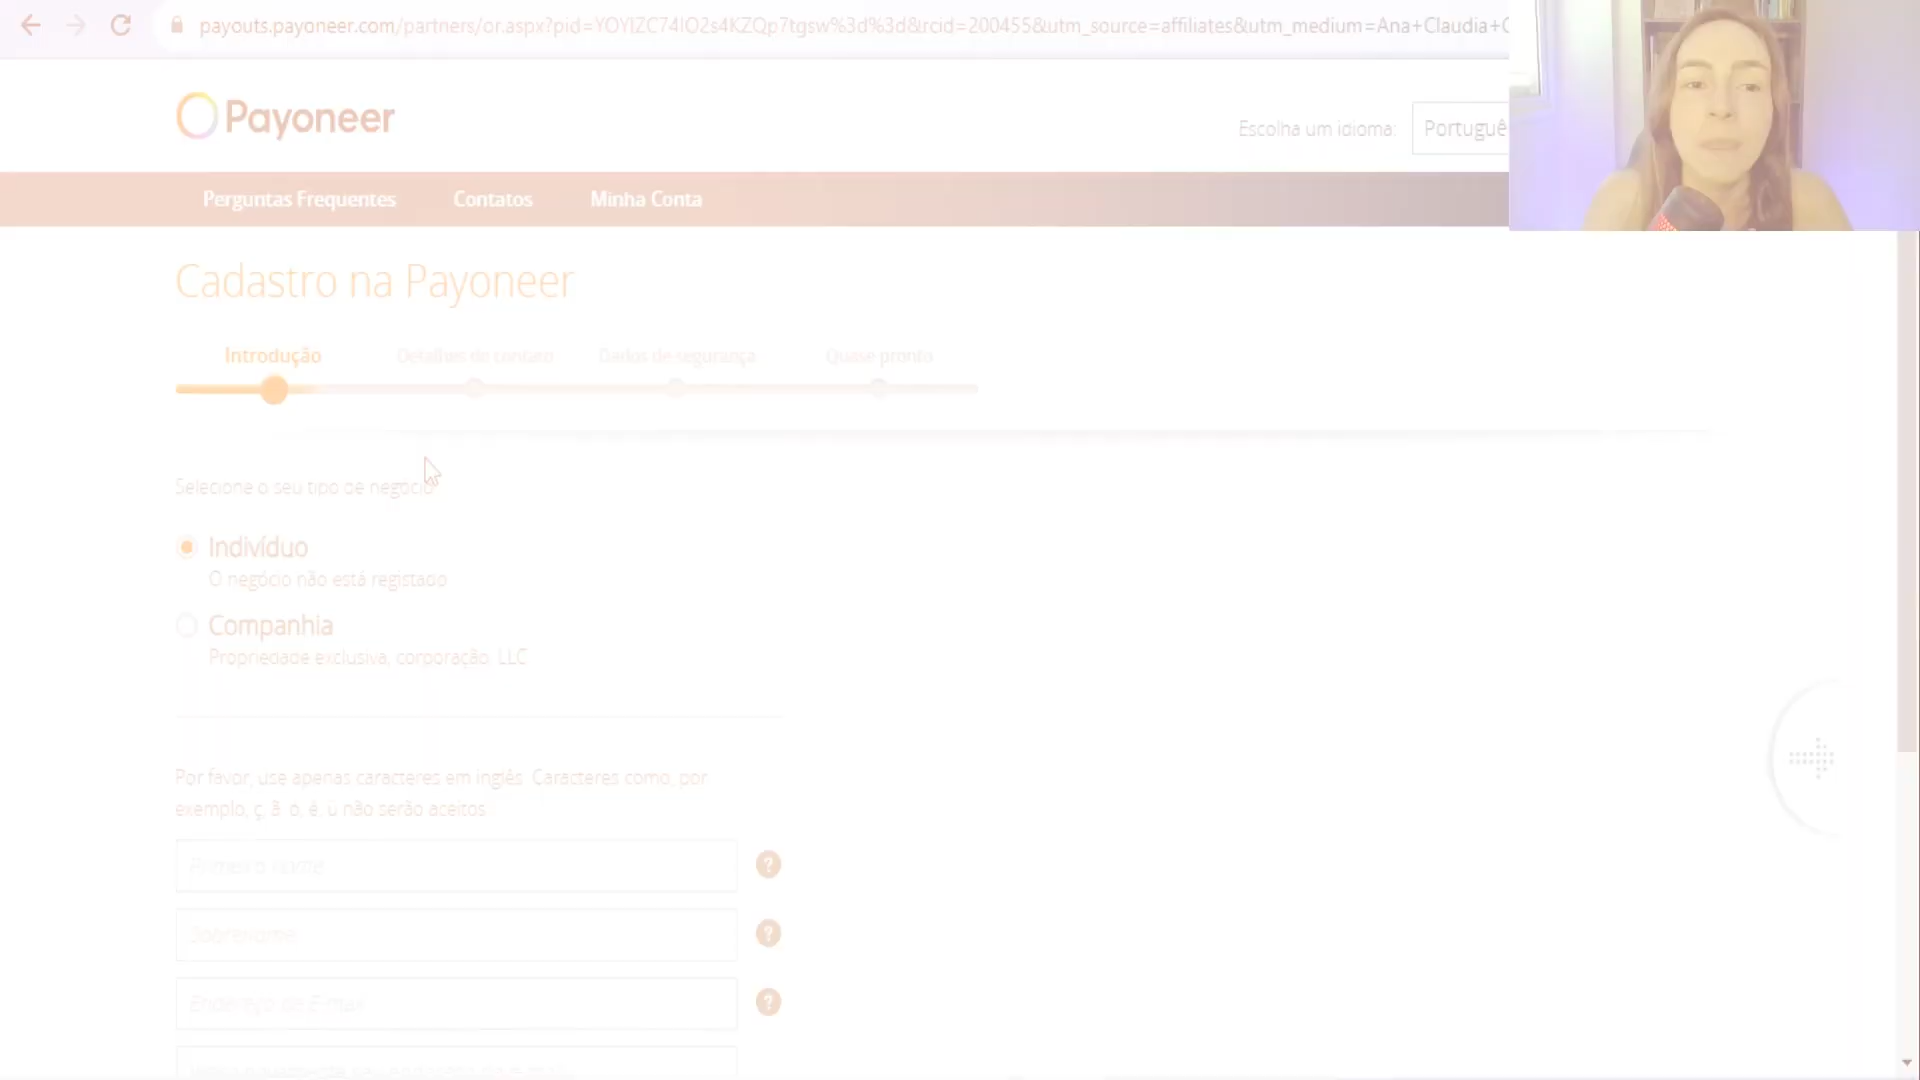 payouts.payoneer.com/partners/or.aspx?pid=YOYIZC74IO2s4KZQp7tgsw%3d%3d&rcid=200455&utm_source=affiliates&utm_medium=Ana+Claudia+
Payoneer
Escolha um idioma:
Portuguê
Perguntas Frequentes
Contatos
Minha Conta
Cadastro na Payoneer
Introdução
Detalhes de contato
Dados de segurança
Quase pronto
Selecione o seu tipo de negócio
Indivíduo
O negócio não está registado
Companhia
Propriedade exclusiva, corporação, LLC
Por favor, use apenas caracteres em inglês. Caracteres como, por
exemplo, ç, ã, ó, ê, ü não serão aceitos
Primeiro nome
Sobrenome
Endereço de E-mail